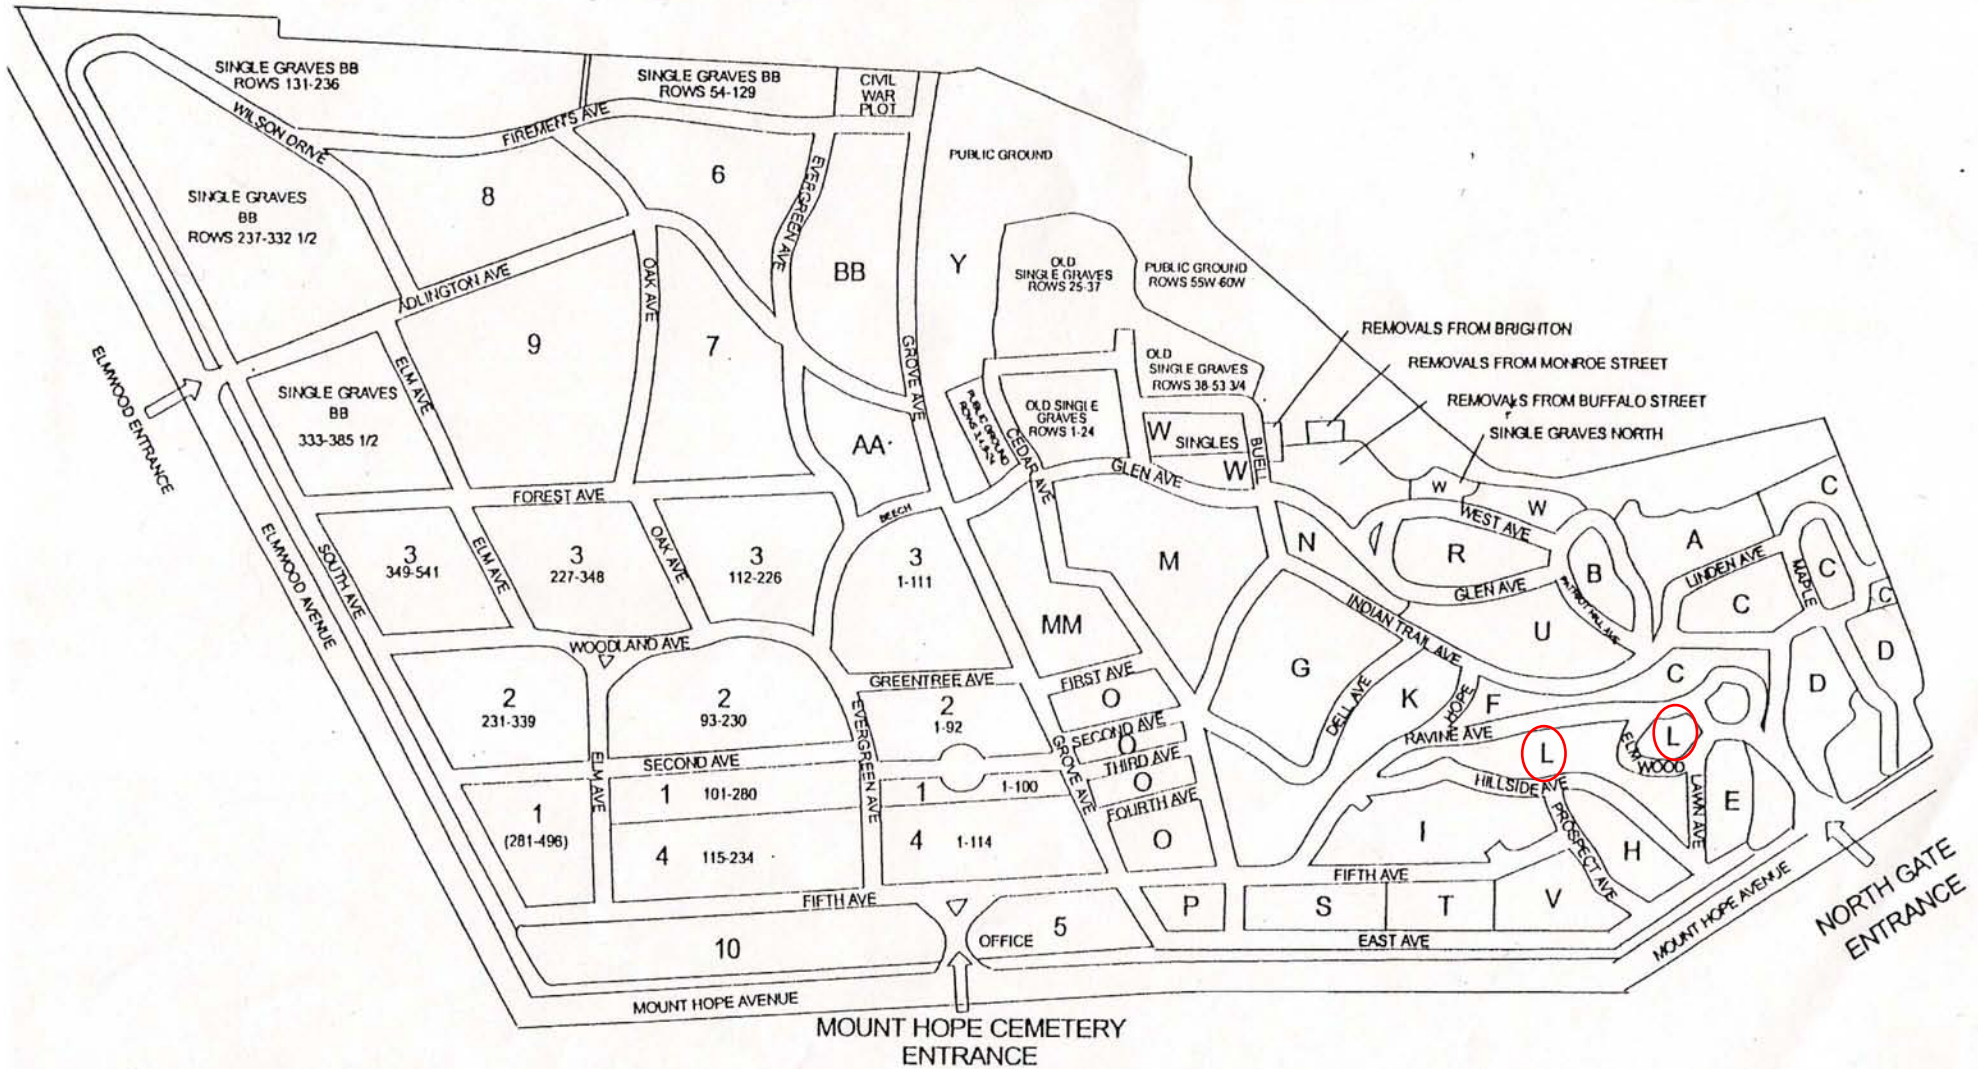 SINGLE GRAVES BB
ROWS 131-236
SINGLE GRAVES BB
ROWS 54-129
CIVIL
WAR
PLOT
WILSON DRIVE
FIREMEN'S AVE
PUBLIC GROUND
8
6
EVERGREEN AVE
SINGLE GRAVES
BB
ROWS 237-332 1/2
BB
Y
OLD
SINGLE GRAVES
ROWS 25-37
PUBLIC GROUND
ROWS 55W-60W
ADLINGTON AVE
OAK AVE
9
7
GROVE AVE
REMOVALS FROM BRIGHTON
REMOVALS FROM MONROE STREET
REMOVALS FROM BUFFALO STREET
SINGLE GRAVES NORTH
ELMWOOD ENTRANCE
ELM AVE
SINGLE GRAVES
BB
333-385 1/2
OLD
SINGLE GRAVES
ROWS 38-53 3/4
PUBLIC GROUND
OLD SINGLE
GRAVES
ROWS 1-24
CEDAR AVE
W
SINGLES
W
BUELL
AA
GLEN AVE
W
W
WEST AVE
C
FOREST AVE
BEECH
ELMWOOD AVENUE
SOUTH AVE
3
349-541
ELM AVE
3
227-348
OAK AVE
3
112-226
3
1-111
M
N
R
B
A
LINDEN AVE
MAPLE
C
C
C
GLEN AVE
PATRIOT HILL AVE
INDIAN TRAIL AVE
U
MM
WOODLAND AVE
GREENTREE AVE
FIRST AVE
G
DELL AVE
K
HOPE
F
C
D
D
2
231-339
2
93-230
2
1-92
EVERGREEN AVE
O
SECOND AVE
O
THIRD AVE
O
FOURTH AVE
O
GROVE AVE
RAVINE AVE
L
L
ELM
WOOD
HILLSIDE AVE
LAWN AVE
E
SECOND AVE
ELM AVE
1
(281-496)
1
101-280
1
1-100
4
115-234
4
1-114
I
PROSPECT AVE
H
FIFTH AVE
FIFTH AVE
P
S
T
V
EAST AVE
10
OFFICE
5
MOUNT HOPE AVENUE
MOUNT HOPE AVENUE
NORTH GATE
ENTRANCE
MOUNT HOPE CEMETERY
ENTRANCE